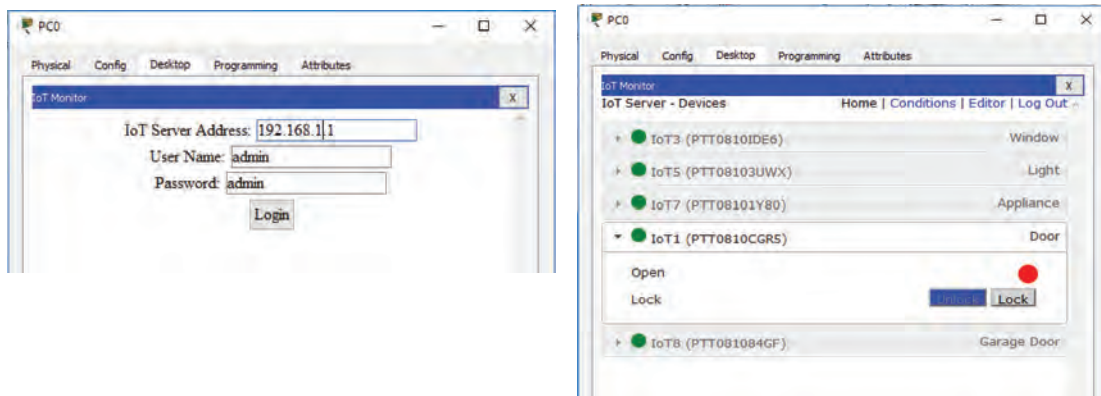 PC0
Physical Config Desktop Programming Attributes
IoT Monitor X
IoT Server Address: 192.168.1.1
User Name: admin
Password: admin
Login
PC0
Physical Config Desktop Programming Attributes
IoT Monitor X
IoT Server - Devices Home | Conditions | Editor | Log Out
IoT3 (PTT0810IDE6) Window
IoT5 (PTT08103UWX) Light
IoT7 (PTT08101Y80) Appliance
IoT1 (PTT0810CGRS) Door
Open
Lock Unlock Lock
IoT8 (PTT081084GF) Garage Door